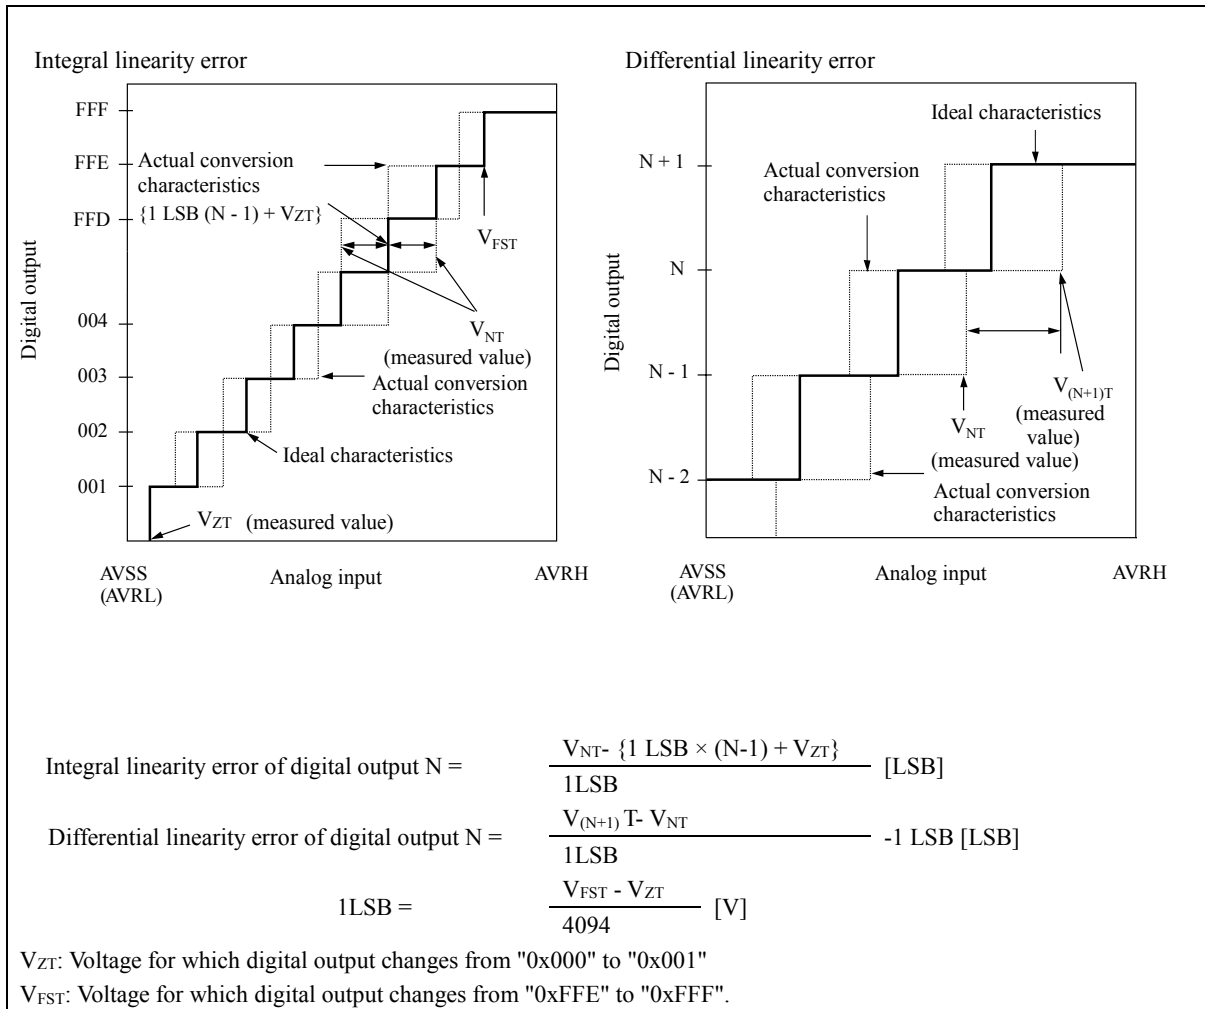 Integral linearity error
FFF
FFE
FFD
004
003
002
001
Digital output
Actual conversion
characteristics
{1 LSB (N - 1) + VZT}
VFST
VNT
(measured value)
Actual conversion
characteristics
Ideal characteristics
VZT (measured value)
AVSS
(AVRL)
Analog input
AVRH
Differential linearity error
N + 1
N
N - 1
N - 2
Digital output
Ideal characteristics
Actual conversion
characteristics
V(N+1)T
(measured
value)
VNT
(measured value)
Actual conversion
characteristics
AVSS
(AVRL)
Analog input
AVRH
Integral linearity error of digital output N = VNT- {1 LSB × (N-1) + VZT} [LSB]
1LSB
Differential linearity error of digital output N = V(N+1) T- VNT -1 LSB [LSB]
1LSB
1LSB = VFST - VZT [V]
4094
VZT: Voltage for which digital output changes from "0x000" to "0x001"
VFST: Voltage for which digital output changes from "0xFFE" to "0xFFF".